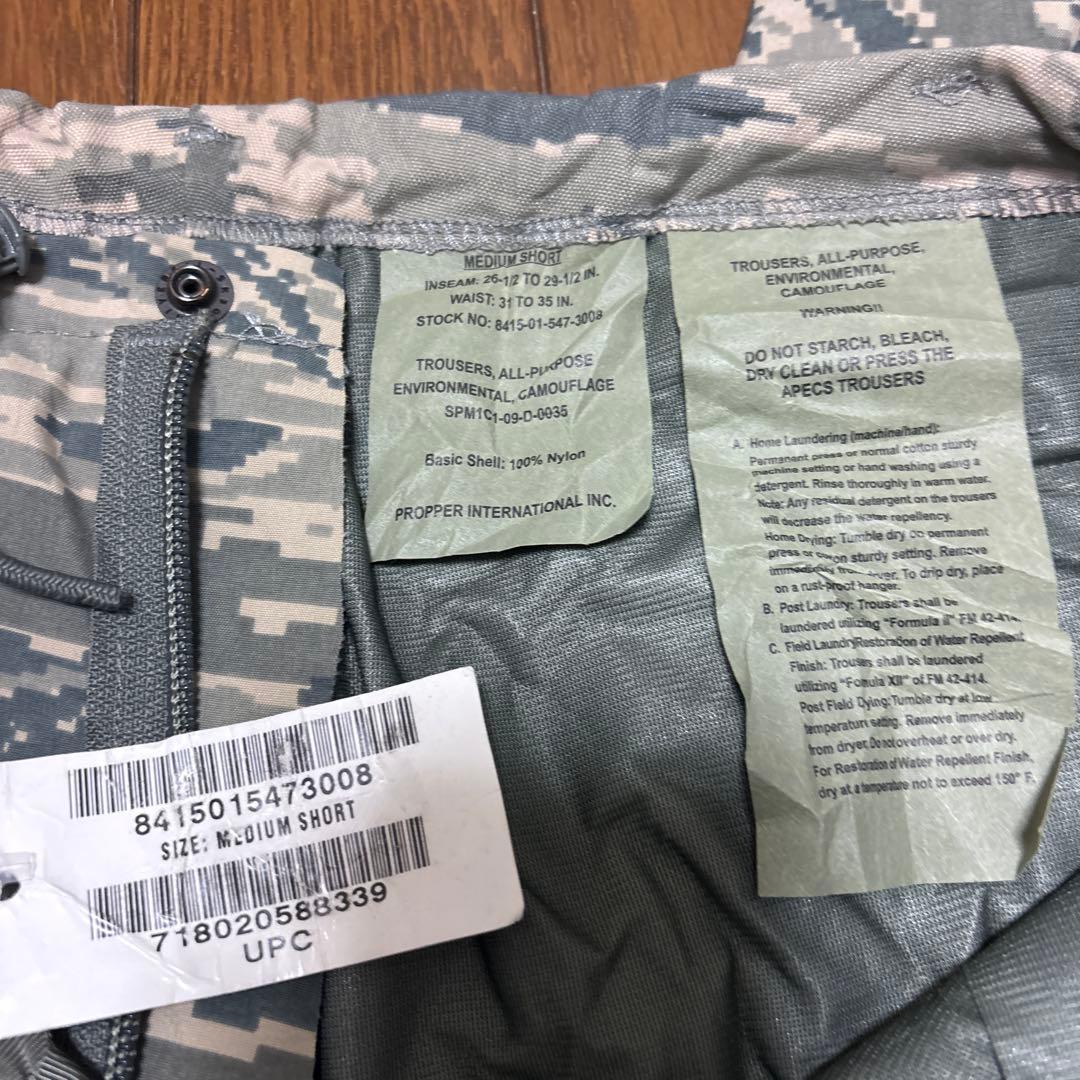 MEDIUM SHORT
INSEAM: 26-1/2 TO 29-1/2 IN.
WAIST: 31 TO 35 IN.
STOCK NO: 8415-01-547-3008
TROUSERS, ALL-PURPOSE
ENVIRONMENTAL, CAMOUFLAGE
SPM1C1-09-D-0035
Basic Shell: 100% Nylon
PROPPER INTERNATIONAL INC.
TROUSERS, ALL-PURPOSE,
ENVIRONMENTAL,
CAMOUFLAGE
WARNING!!
DO NOT STARCH, BLEACH,
DRY CLEAN OR PRESS THE
APECS TROUSERS
A. Home Laundering (machine/hand):
Permanent press or normal cotton sturdy
machine setting or hand washing using a
detergent. Rinse thoroughly in warm water.
Note: Any residual detergent on the trousers
will decrease the water repellency.
Home Drying: Tumble dry on permanent
press or cotton sturdy setting. Remove
immediately from dryer. To drip dry, place
on a rust-proof hanger.
B. Post Laundry: Trousers shall be
laundered utilizing "Formula II" FM 42-414.
C. Field Laundry/Restoration of Water Repellent
Finish: Trousers shall be laundered
utilizing "Fomula XII" of FM 42-414.
Post Field Dying: Tumble dry at low
temperature setting. Remove immediately
from dryer. Do not overheat or over dry.
For Restoration of Water Repellent Finish,
dry at a temperature not to exceed 150° F.
8415015473008
SIZE: MEDIUM SHORT
718020588339
UPC